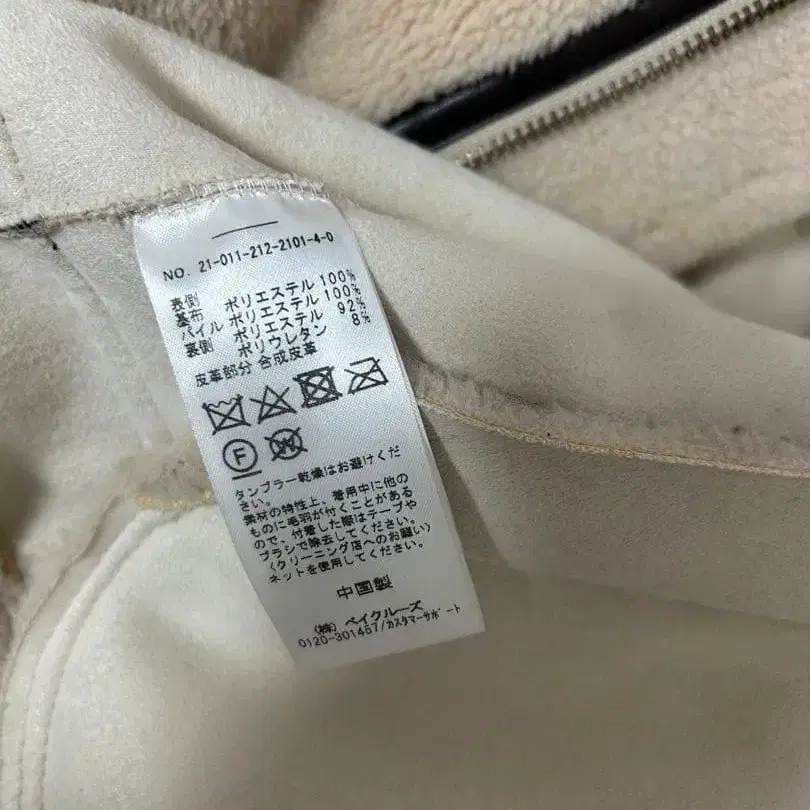 NO. 21-011-212-2101-4-0
表側 ポリエステル 100%
基布 ポリエステル 100%
パイル ポリエステル 92%
裏側 ポリウレタン 8%
皮革部分 合成皮革
F W
タンブラー乾燥はお避けくだ
さい。
素材の特性上、着用中に他の
ものに毛羽が付くことがある
ので、付着した際はテープや
ブラシで除去してください。
(クリーニング店へのお願い)
ネットを使用してください。
中国製
(株) ベイクルーズ
0120-301457/カスタマーサポート